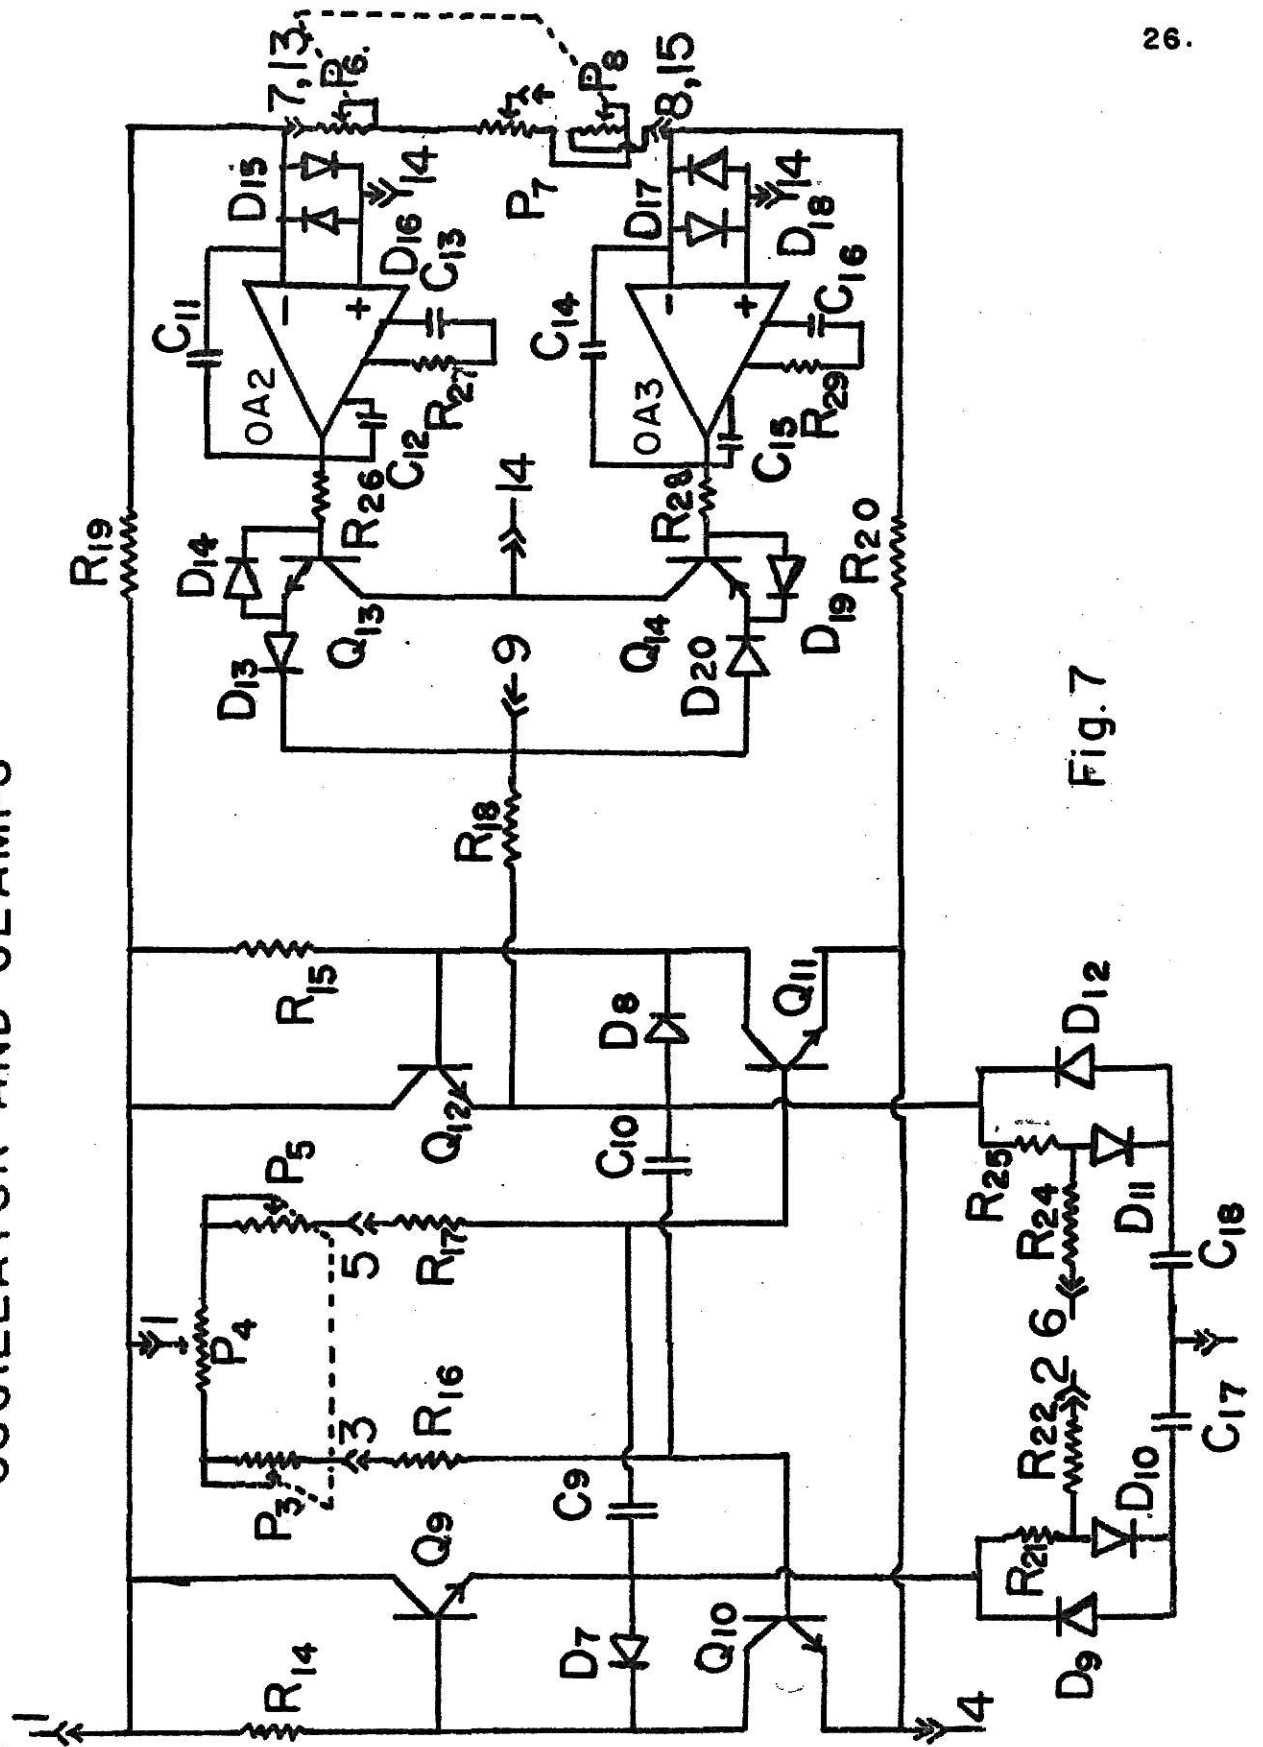 OSCILLATOR AND CLAMPS
26.
1
R14
Q9
D7
Q10
4
P3
3
R16
C9
1
P4
P5
5
R17
Q12
C10
R15
D8
Q11
R18
9
R19
D13
D14
Q13
R26
14
Q14
R28
D20
D19
R20
C11
OA2
-
+
C12
R27
C13
D15
D16
14
7,13
P6.
P7
P8
8,15
C14
OA3
-
+
C15
R29
C16
D17
D18
14
D9
R21
D10
R22
2
6
R24
R25
D11
D12
C17
C18
Fig. 7